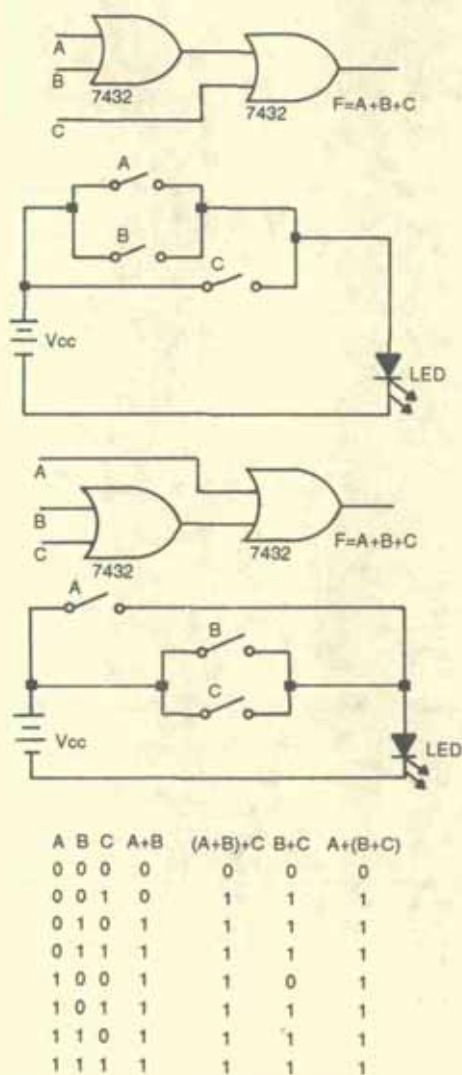 A
B
7432
C
7432
F=A+B+C
A
B
C
Vcc
LED
A
B
C
7432
F=A+B+C
7432
A
B
C
Vcc
LED
A B C A+B (A+B)+C B+C A+(B+C)
0 0 0 0 0 0 0
0 0 1 0 1 1 1
0 1 0 1 1 1 1
0 1 1 1 1 1 1
1 0 0 1 1 0 1
1 0 1 1 1 1 1
1 1 0 1 1 1 1
1 1 1 1 1 1 1